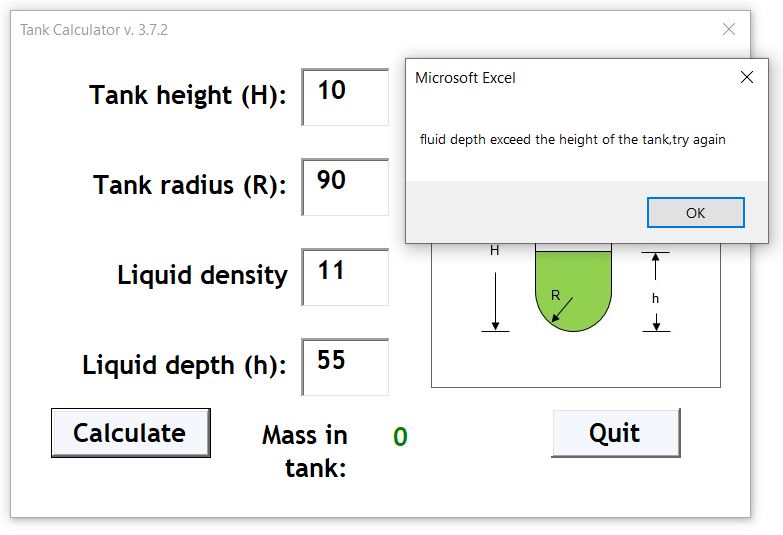 Tank Calculator v. 3.7.2
Microsoft Excel
fluid depth exceed the height of the tank,try again
OK
Tank height (H): 10
Tank radius (R): 90
Liquid density 11
Liquid depth (h): 55
H
R
h
Calculate
Mass in
tank:
0
Quit